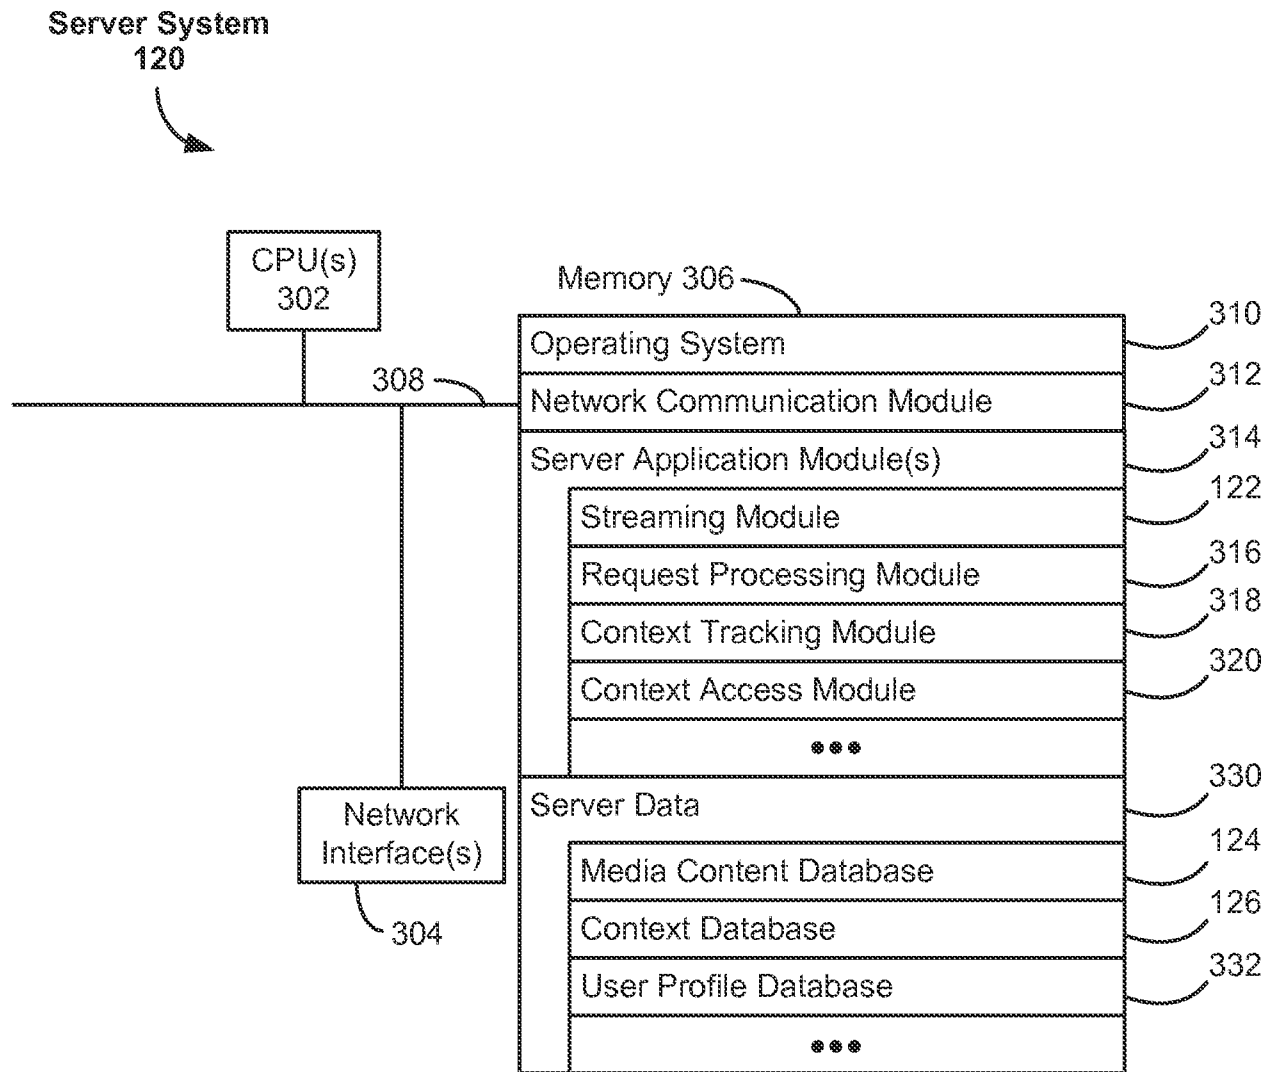 Server System
120
CPU(s)
302
Memory 306
310
Operating System
308
312
Network Communication Module
314
Server Application Module(s)
122
Streaming Module
316
Request Processing Module
318
Context Tracking Module
320
Context Access Module
•••
330
Server Data
Network
Interface(s)
304
124
Media Content Database
126
Context Database
332
User Profile Database
•••